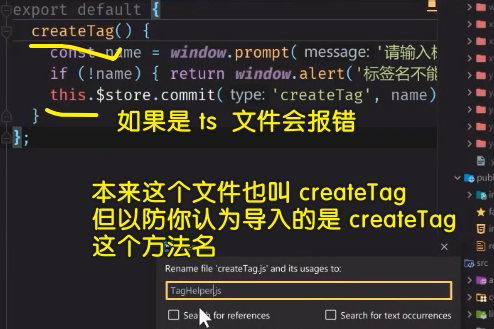 export default {
createTag() {
const name = window.prompt( message: '请输入标
if (!name) { return window.alert('标签名不能
this.$store.commit( type: 'createTag', name)
如果是 ts 文件会报错
}
};
本来这个文件也叫 createTag
但以防你认为导入的是 createTag
这个方法名
Rename file 'createTag.js' and its usages to:
TagHelper.js
Search for references
Search for text occurrences
publ
src